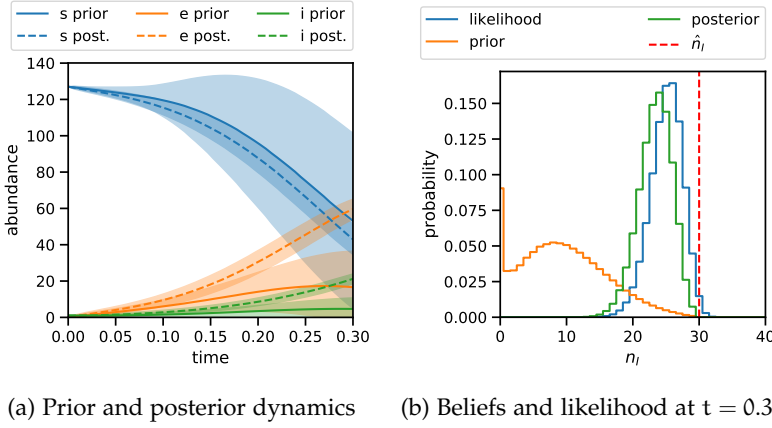 s prior e prior i prior
s post. e post. i post.
140
120
100
80
60
40
20
0
abundance
0.00 0.05 0.10 0.15 0.20 0.25 0.30
time
(a) Prior and posterior dynamics
likelihood posterior
prior n̂_I
0.150
0.125
0.100
0.075
0.050
0.025
0.000
probability
0 10 20 30 40
n_I
(b) Beliefs and likelihood at t = 0.3